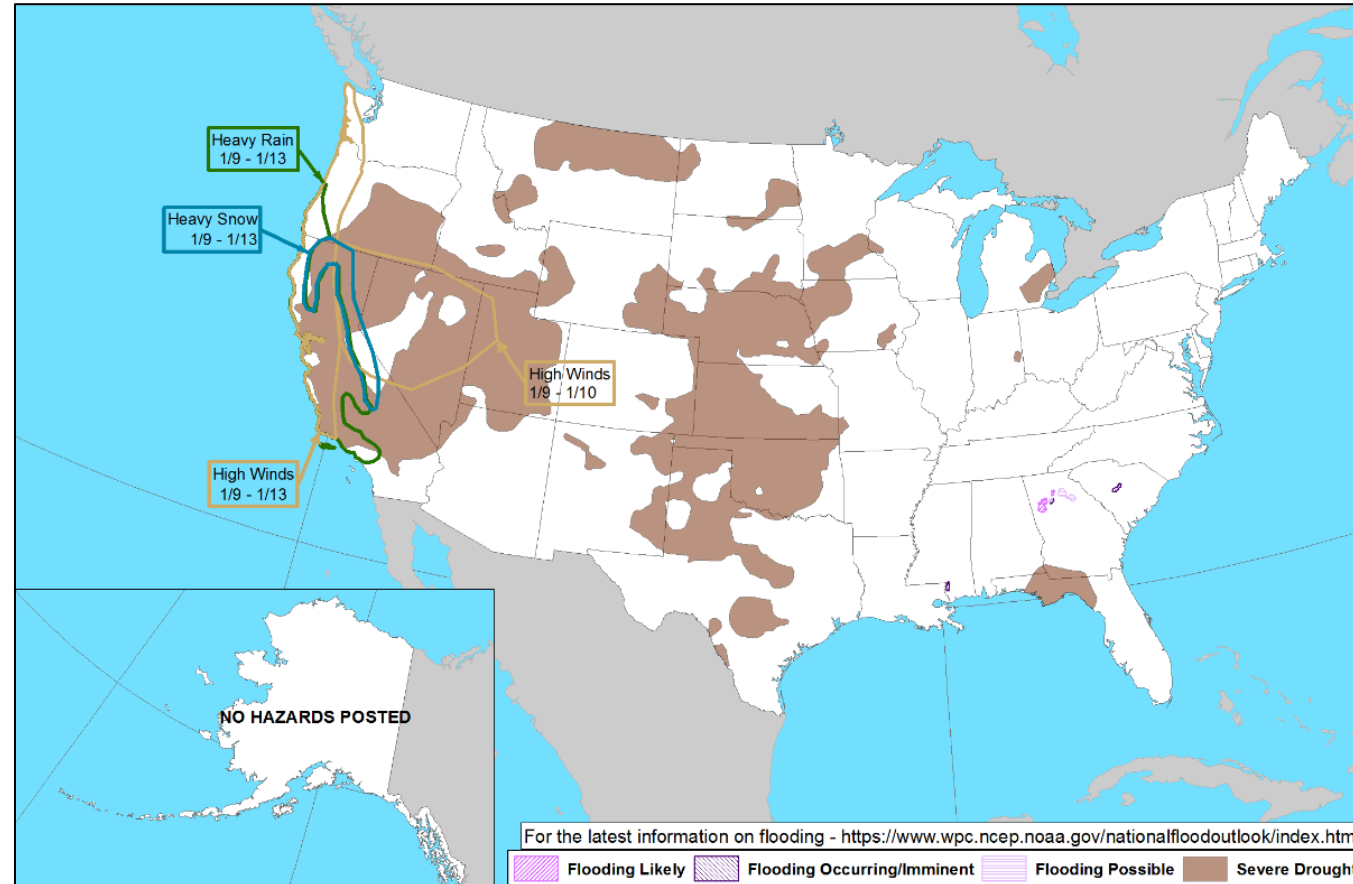 Heavy Rain
1/9 - 1/13
Heavy Snow
1/9 - 1/13
High Winds
1/9 - 1/10
High Winds
1/9 - 1/13
NO HAZARDS POSTED
For the latest information on flooding - https://www.wpc.ncep.noaa.gov/nationalfloodoutlook/index.htm
Flooding Likely
Flooding Occurring/Imminent
Flooding Possible
Severe Drought